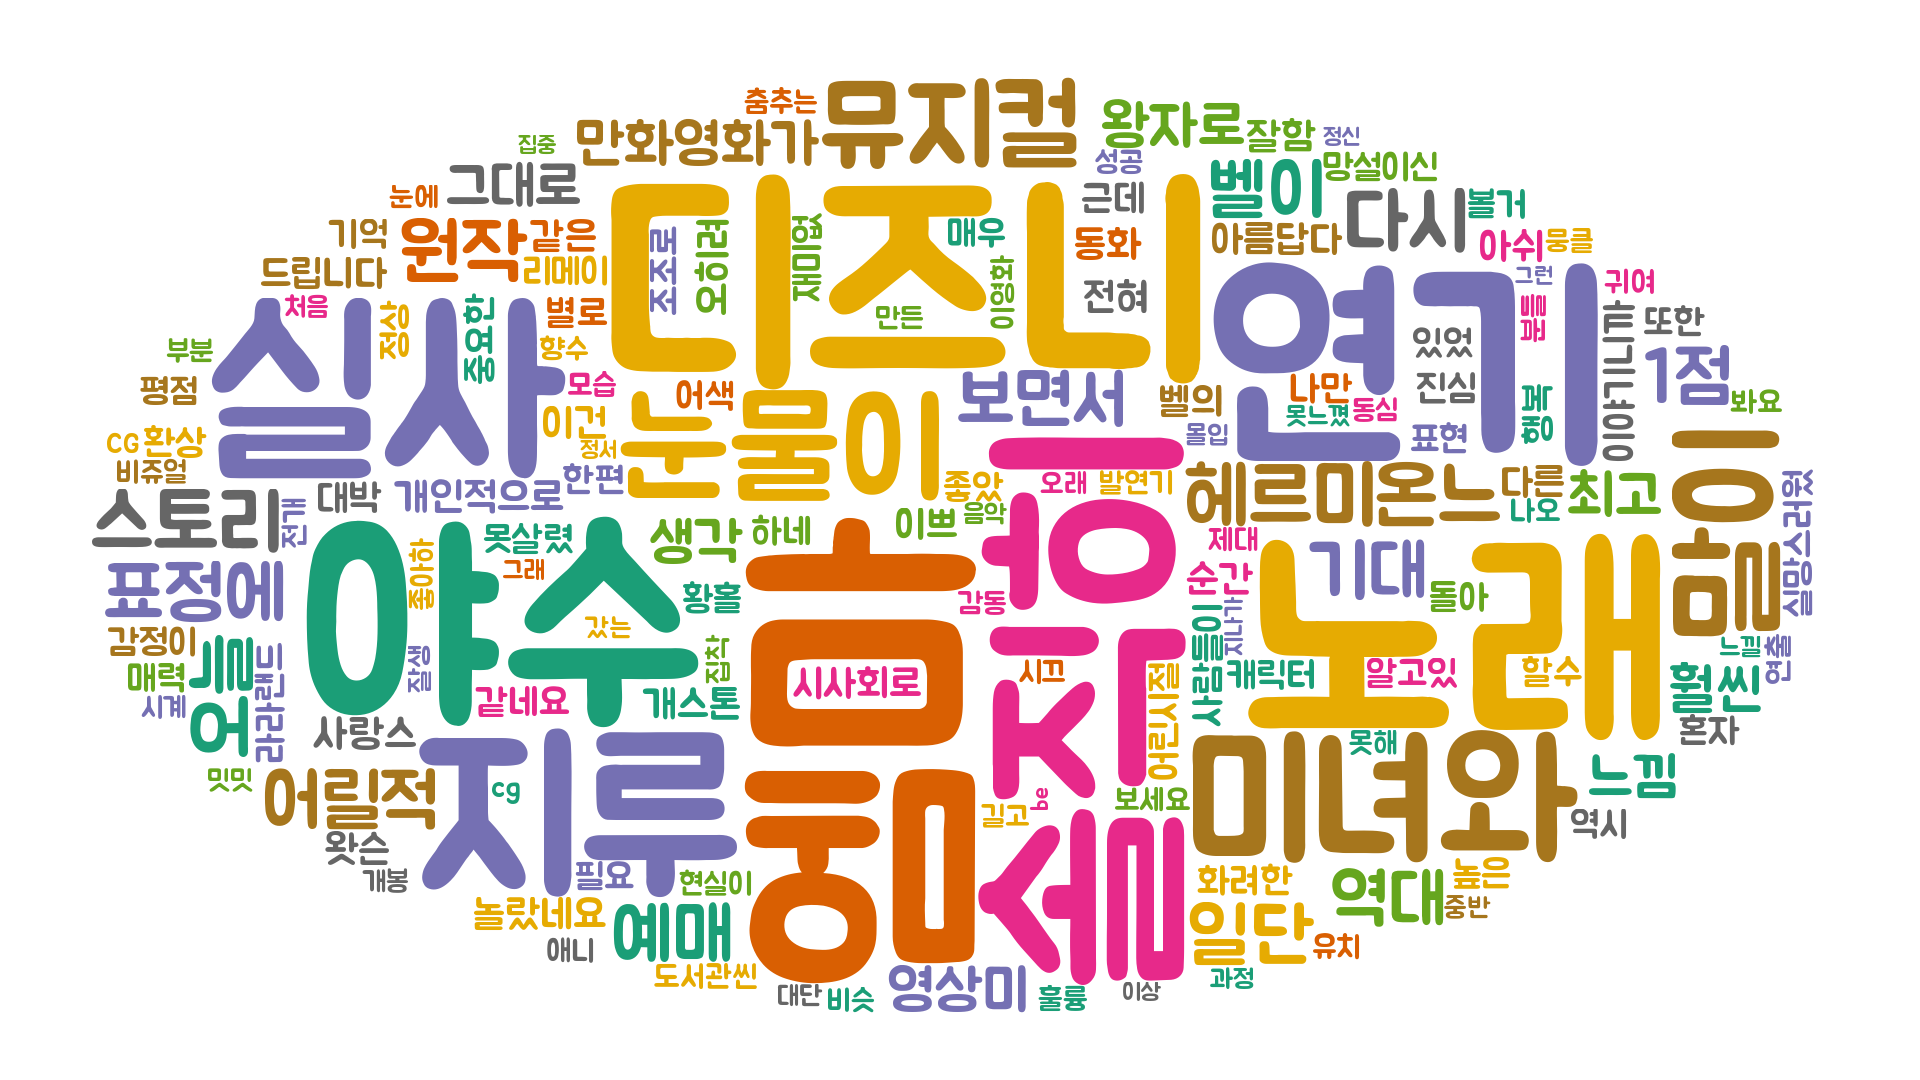 춤추는
뮤지컬
왕자로
잘함
정신
집중
만화영화가
성공
망설이신
그대로
디즈니
근데
벨이
다시
볼거
눈에
기억
원작
같은
조조로
오히려
재미없
매우
동화
아름답다
아쉬
뭉클
드립니다
리메이
이영화
전혀
연기
그런
귀여
처음
실사
정상
중요한
별로
만든
있었
분들
이야기니트
또한
부분
향수
1점
평점
모습
어색
보면서
벨의
나만
진심
행복
봐요
이건
눈물이
못느꼈
동심
CG
환상
정서
몰입
표현
음흠
비쥬얼
한편
좋았
오래
발연기
헤르미온느
다른
최고
실망스러웠
스토리
전개
대박
개인적으로
음악
나오
야수
못살렸
생각
하네
이쁘
제대
기대
표정에
좋아하
그래
황홀
흠
감동
순간
노래
돌아
감정이
어늘
갔는
사람들이
지나가
느낄
연출
매력
라라랜드
잘생
집착
시사회로
시끄
어린시절
캐릭터
알고있
할수
훨씬
시계
같네요
개스톤
사랑스
지루
못해
혼자
밋밋
어릴적
cg
뭄
길고
be
보세요
미녀와
느낌
왓슨
역시
개봉
필요
현실이
화려한
역대
높은
놀랐네요
예매
일단
중반
애니
유치
도서관씬
영상미
과정
대단
비슷
훌륭
이상